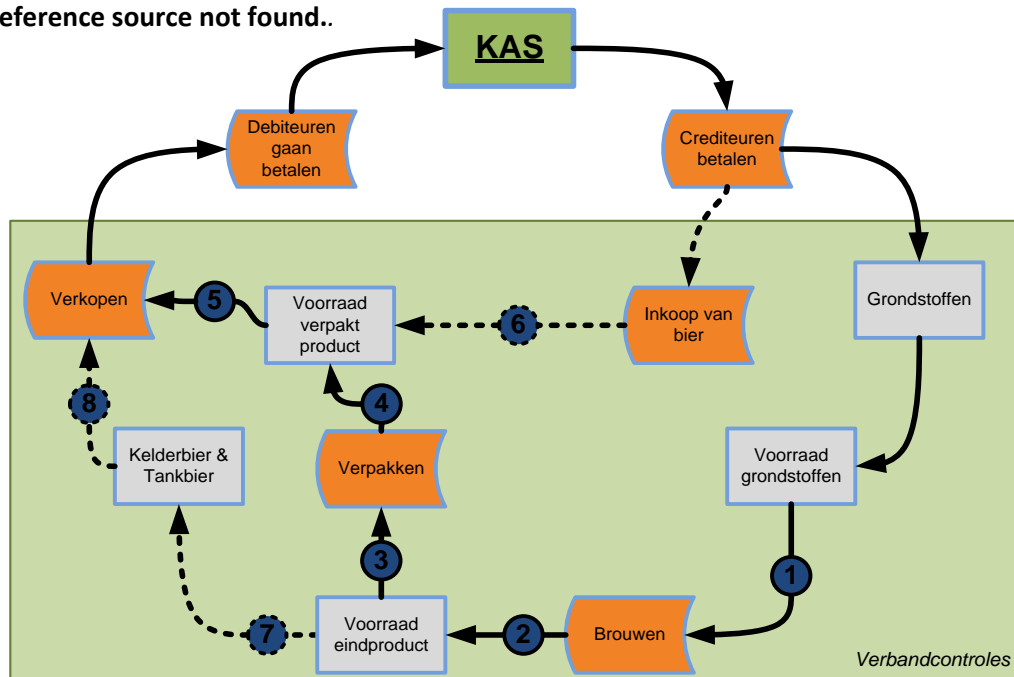 eference source not found..
KAS
Debiteuren
gaan
betalen
Crediteuren
betalen
Verkopen
5
Voorraad
verpakt
product
6
Inkoop van
bier
Grondstoffen
8
4
Kelderbier &
Tankbier
Verpakken
Voorraad
grondstoffen
3
1
7
Voorraad
eindproduct
2
Brouwen
Verbandcontroles